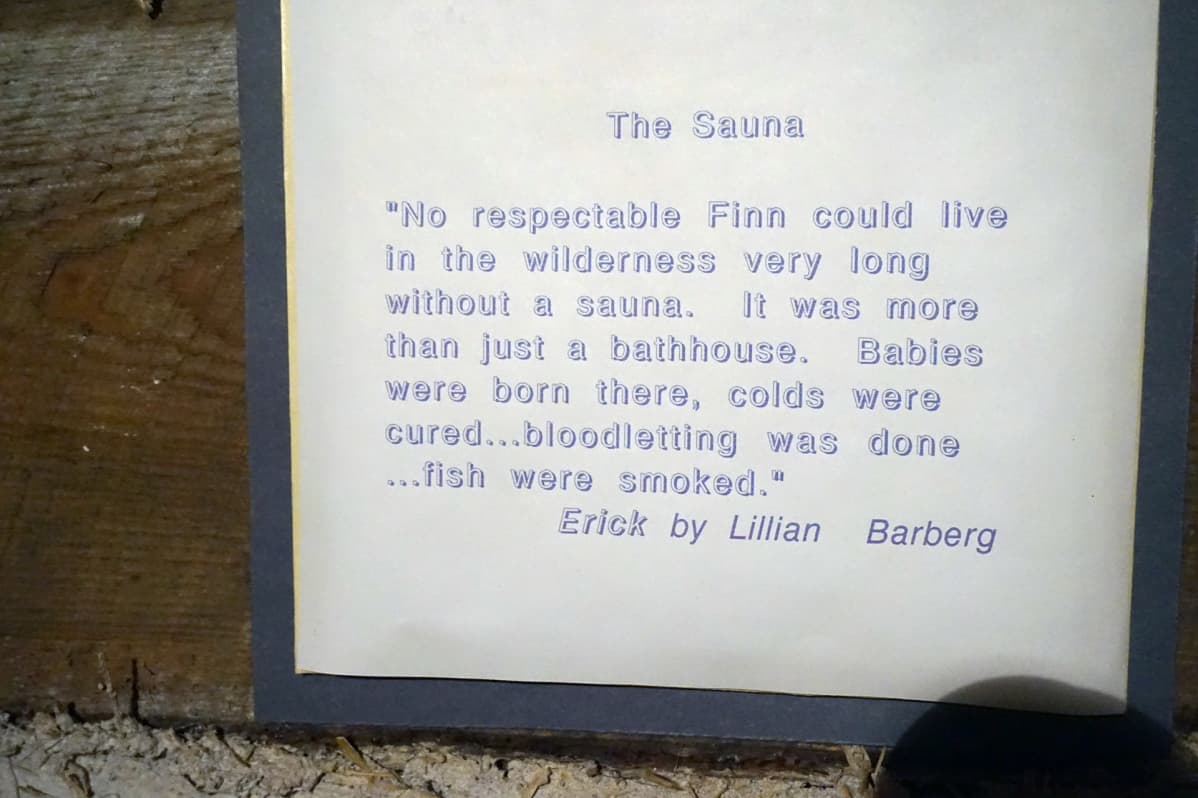 The Sauna
"No respectable Finn could live
in the wilderness very long
without a sauna.  It was more
than just a bathhouse.  Babies
were born there, colds were
cured...bloodletting was done
...fish were smoked."
Erick by Lillian  Barberg